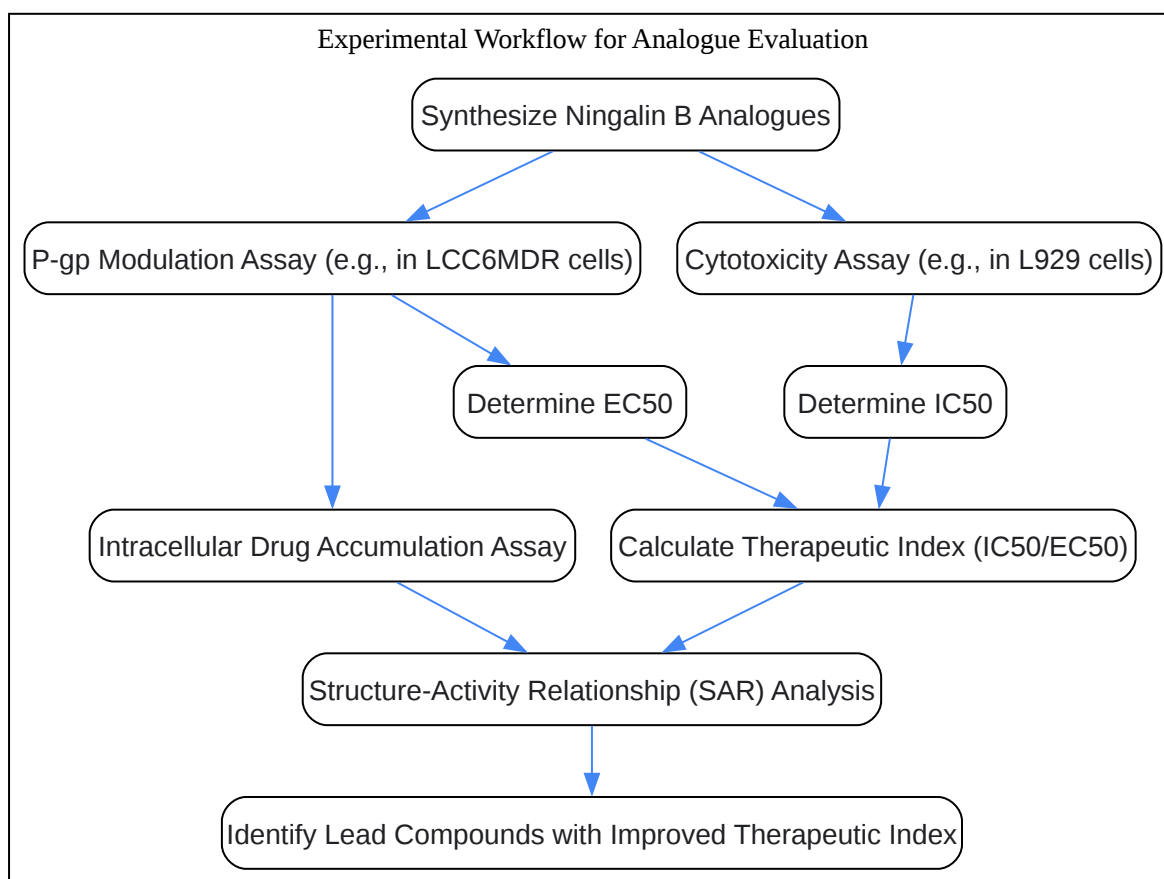 Experimental Workflow for Analogue Evaluation
Synthesize Ningalin B Analogues
P-gp Modulation Assay (e.g., in LCC6MDR cells)
Cytotoxicity Assay (e.g., in L929 cells)
Determine EC50
Determine IC50
Intracellular Drug Accumulation Assay
Calculate Therapeutic Index (IC50/EC50)
Structure-Activity Relationship (SAR) Analysis
Identify Lead Compounds with Improved Therapeutic Index